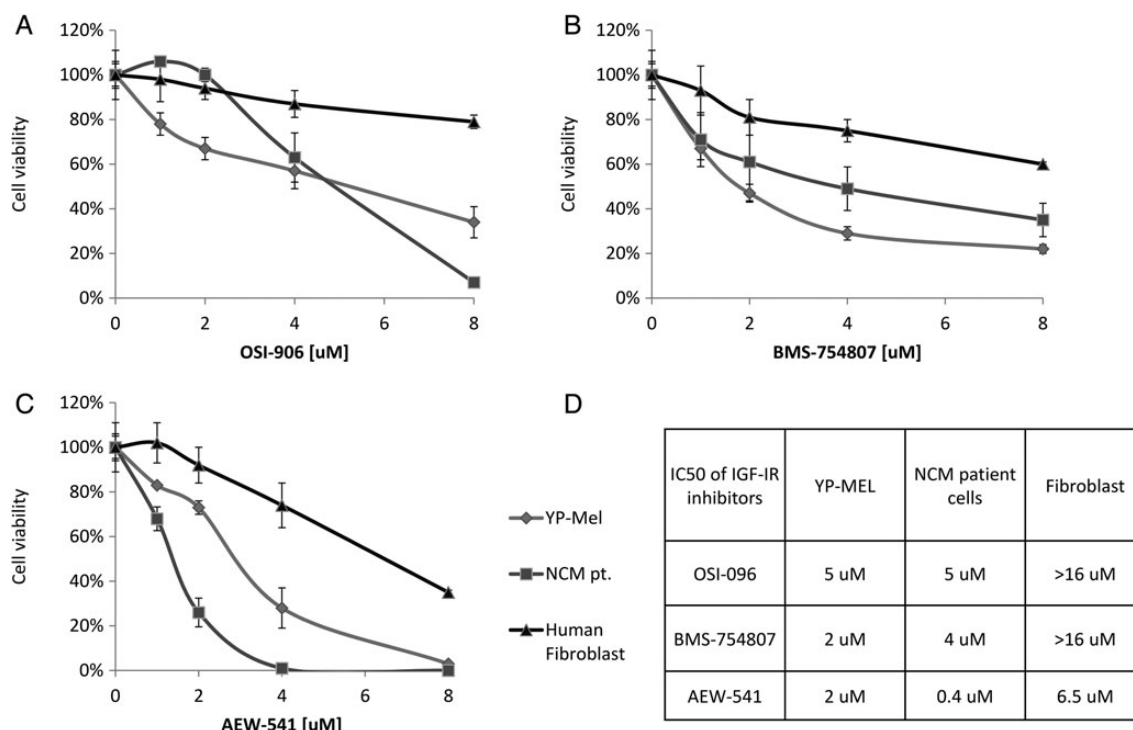 A
120%
100%
80%
60%
40%
20%
0%
Cell viability
0 2 4 6 8
OSI-906 [uM]
B
120%
100%
80%
60%
40%
20%
0%
Cell viability
0 2 4 6 8
BMS-754807 [uM]
C
120%
100%
80%
60%
40%
20%
0%
Cell viability
0 2 4 6 8
AEW-541 [uM]
YP-Mel
NCM pt.
Human
Fibroblast
D
IC50 of IGF-IR
inhibitors
YP-MEL
NCM patient
cells
Fibroblast
OSI-096 5 uM 5 uM >16 uM
BMS-754807 2 uM 4 uM >16 uM
AEW-541 2 uM 0.4 uM 6.5 uM